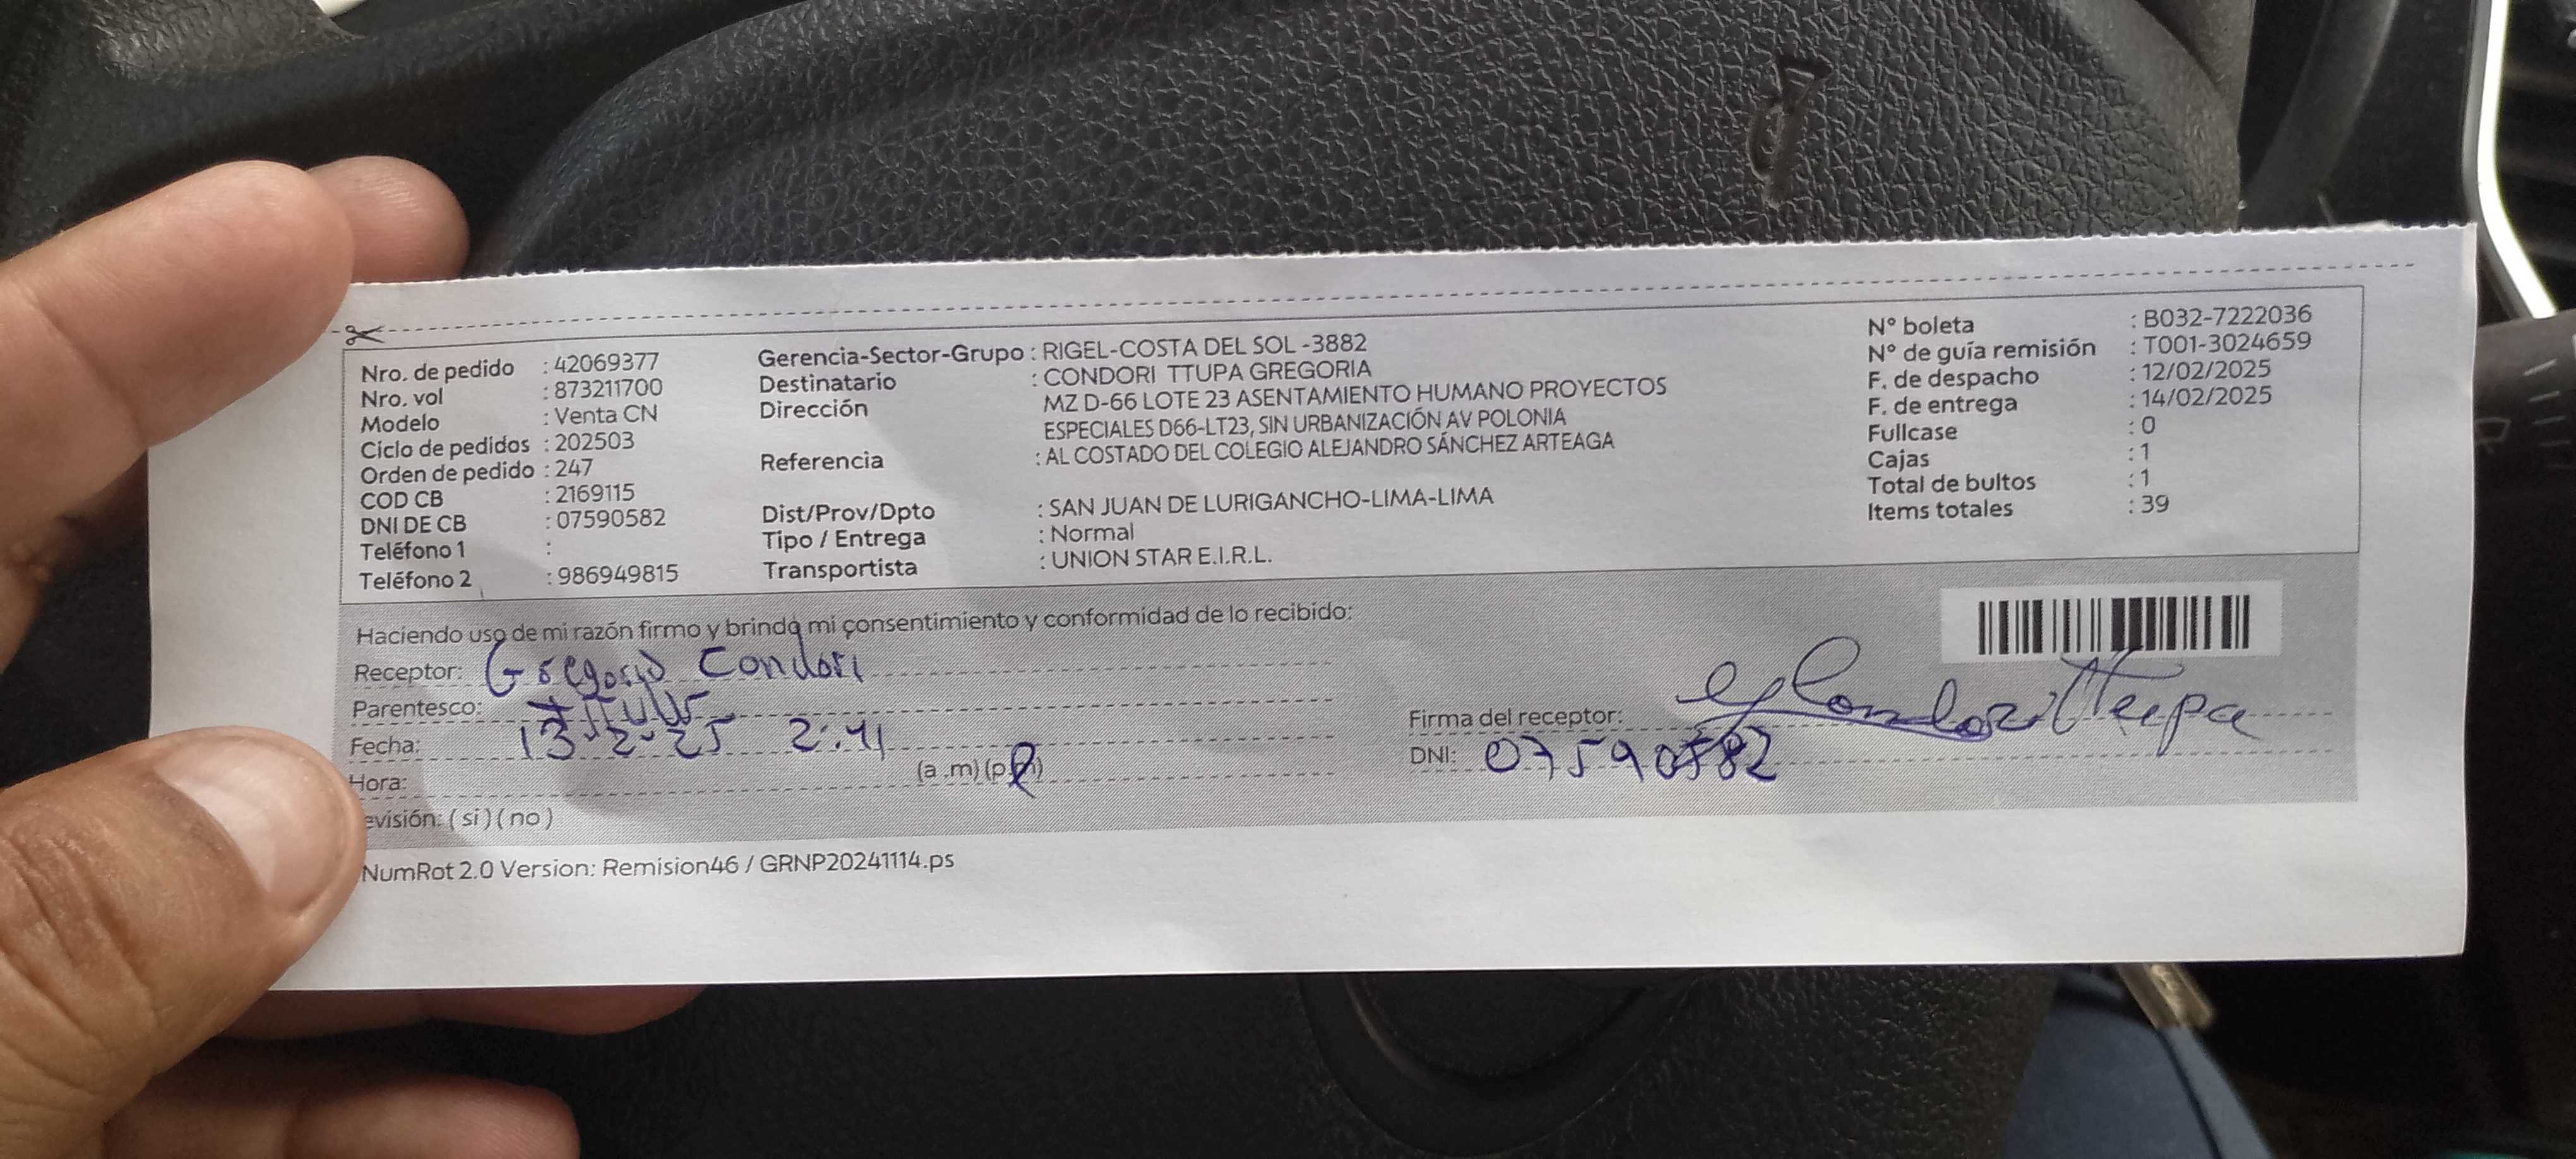 Nro. de pedido : 42069377
Nro. vol : 873211700
Modelo : Venta CN
Ciclo de pedidos : 202503
Orden de pedido : 247
COD CB : 2169115
DNI DE CB : 07590582
Teléfono 1 :
Teléfono 2 : 986949815
Gerencia-Sector-Grupo : RIGEL-COSTA DEL SOL -3882
Destinatario : CONDORI TTUPA GREGORIA
Dirección MZ D-66 LOTE 23 ASENTAMIENTO HUMANO PROYECTOS
ESPECIALES D66-LT23, SIN URBANIZACIÓN AV POLONIA
Referencia : AL COSTADO DEL COLEGIO ALEJANDRO SÁNCHEZ ARTEAGA
Dist/Prov/Dpto : SAN JUAN DE LURIGANCHO-LIMA-LIMA
Tipo / Entrega : Normal
Transportista : UNION STAR E.I.R.L.
N° boleta : B032-7222036
N° de guía remisión : T001-3024659
F. de despacho : 12/02/2025
F. de entrega : 14/02/2025
Fullcase : 0
Cajas : 1
Total de bultos : 1
Items totales : 39
Haciendo uso de mi razón firmo y brindo mi consentimiento y conformidad de lo recibido:
Receptor: Gregorio Condori
Parentesco:
Fecha: 13-2-25 2:41
Hora: (a .m) (p.m)
evisión: ( si ) ( no )
Firma del receptor: Condori Ttupa
DNI: 07590582
NumRot 2.0 Version: Remision46 / GRNP20241114.ps